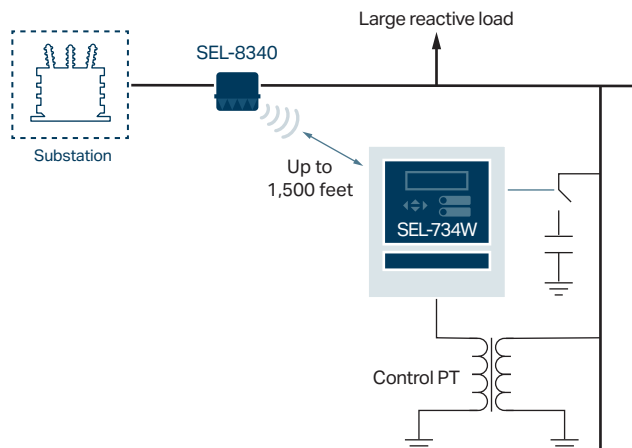 Large reactive load
SEL-8340
Substation
Up to
1,500 feet
SEL-734W
Control PT